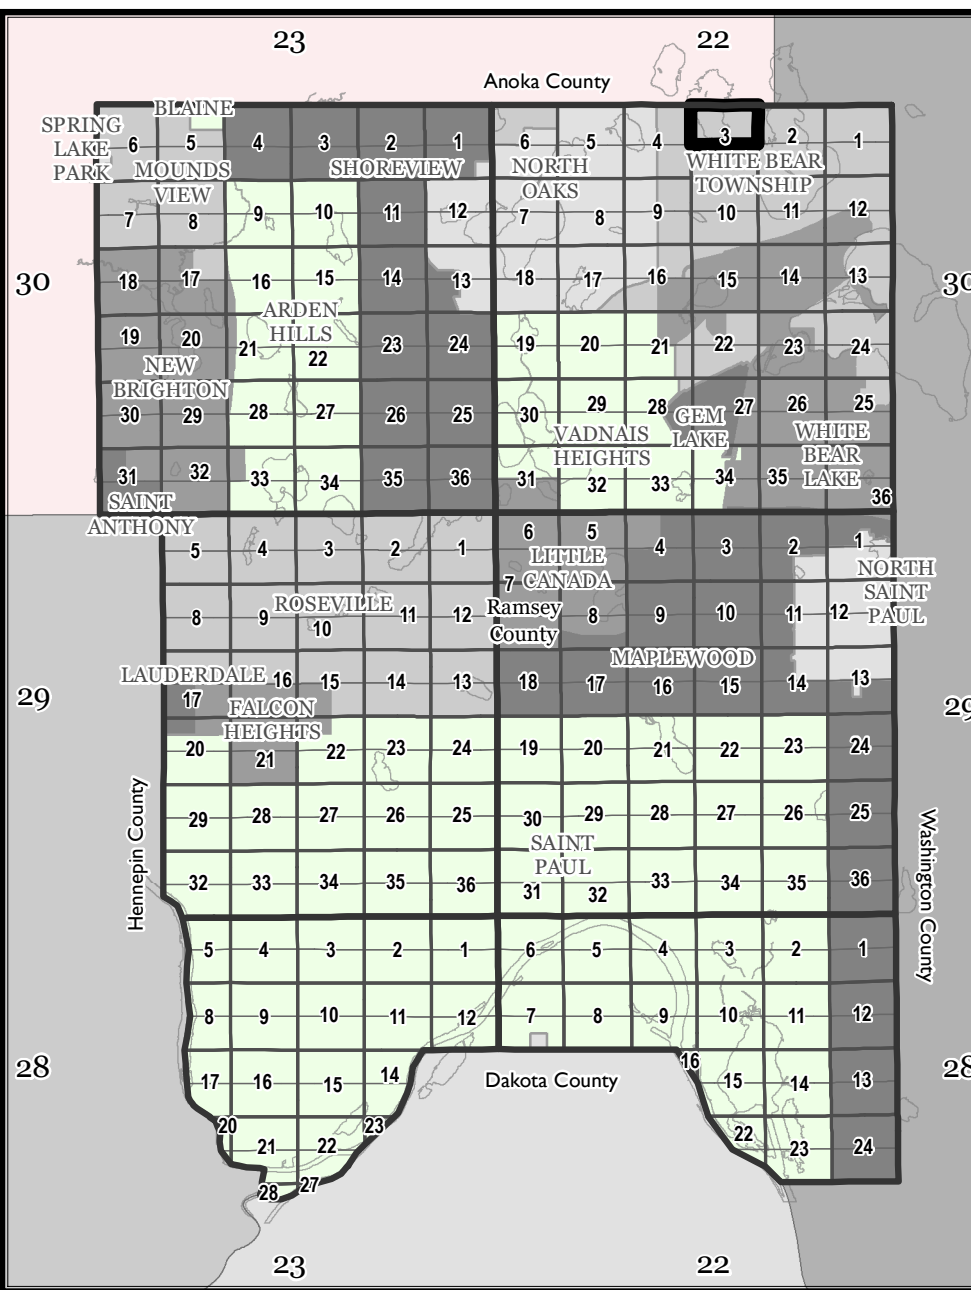 23 22
Anoka County
BLAINE
SPRING
LAKE
PARK
6 5 4 3 2 1 6 5 4 3 2 1
MOUNDS
VIEW
SHOREVIEW
NORTH
OAKS
WHITE BEAR
TOWNSHIP
7 8 9 10 11 12 7 8 9 10 11 12
30 18 17 16 15 14 13 18 17 16 15 14 13 30
ARDEN
HILLS
19 20 21 22 23 24 19 20 21 22 23 24
NEW
BRIGHTON
30 29 28 27 26 25 30 29 28 27 26 25
GEM
LAKE
VADNAIS
HEIGHTS
WHITE
BEAR
LAKE
31 32 33 34 35 36 31 32 33 34 35 36
SAINT
ANTHONY
5 4 3 2 1 6 5 4 3 2 1
LITTLE
CANADA
NORTH
SAINT
PAUL
8 9 10 11 12 7 8 9 10 11 12
ROSEVILLE
Ramsey
County
MAPLEWOOD
LAUDERDALE
29 17 16 15 14 13 18 17 16 15 14 13 29
FALCON
HEIGHTS
20 21 22 23 24 19 20 21 22 23 24
Hennepin County
29 28 27 26 25 30 29 28 27 26 25
Washington County
SAINT
PAUL
32 33 34 35 36 31 32 33 34 35 36
5 4 3 2 1 6 5 4 3 2 1
8 9 10 11 12 7 8 9 10 11 12
28 17 16 15 14 16 15 14 13 28
Dakota County
20 21 22 23 22 23 24
28 27
23 22